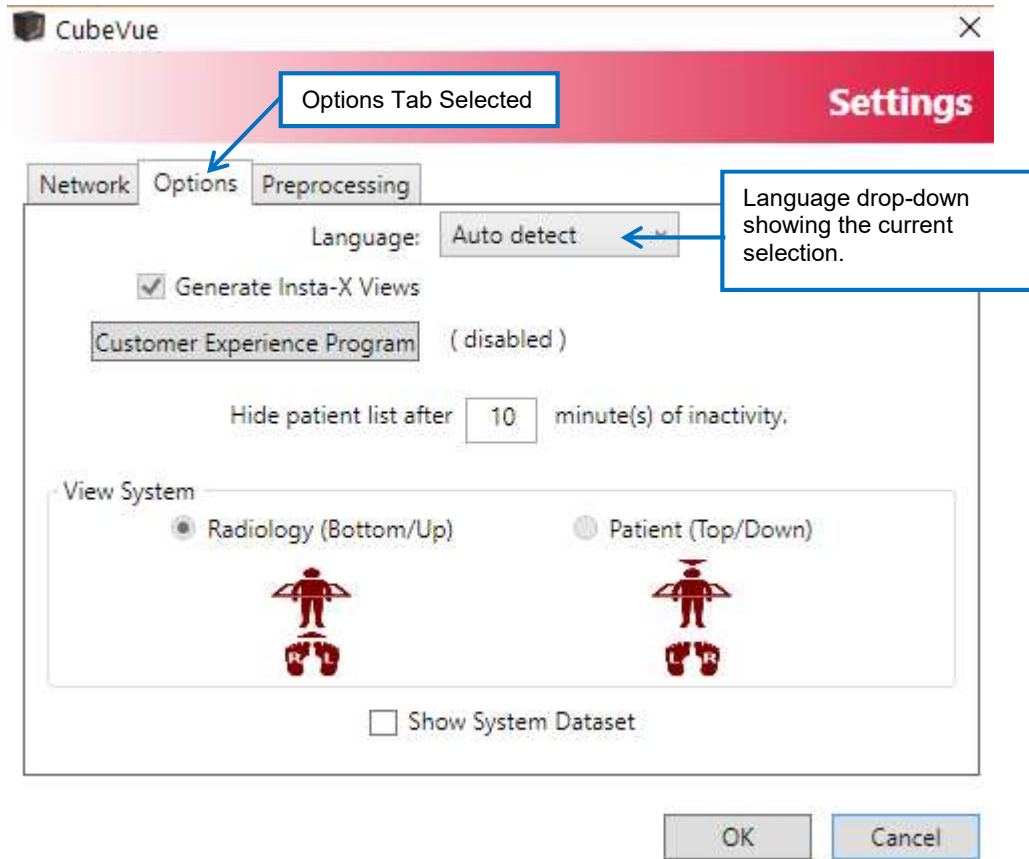 CubeVue
Settings
Options Tab Selected
Network Options Preprocessing
Language: Auto detect
Language drop-down
showing the current
selection.
Generate Insta-X Views
Customer Experience Program ( disabled )
Hide patient list after 10 minute(s) of inactivity.
View System
Radiology (Bottom/Up) Patient (Top/Down)
R L L R
Show System Dataset
OK Cancel